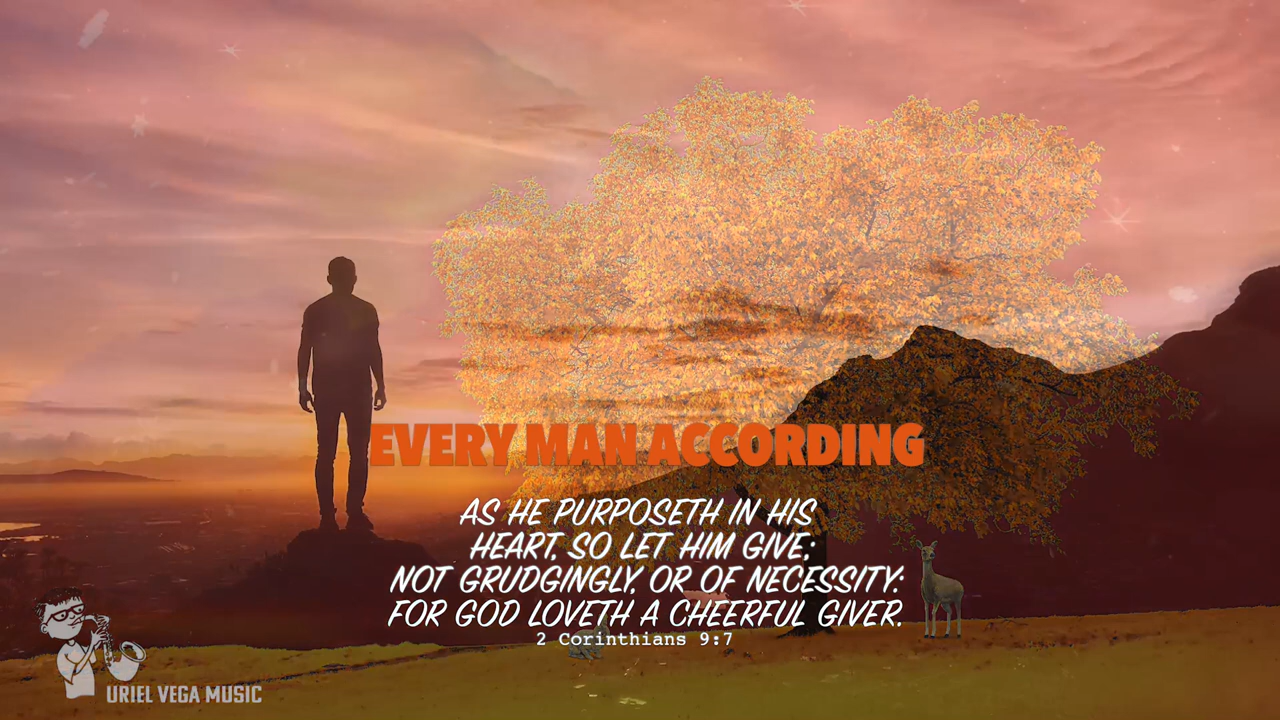 EVERY MAN ACCORDING
AS HE PURPOSETH IN HIS
HEART, SO LET HIM GIVE;
NOT GRUDGINGLY, OR OF NECESSITY:
FOR GOD LOVETH A CHEERFUL GIVER.
2 Corinthians 9:7
URIEL VEGA MUSIC